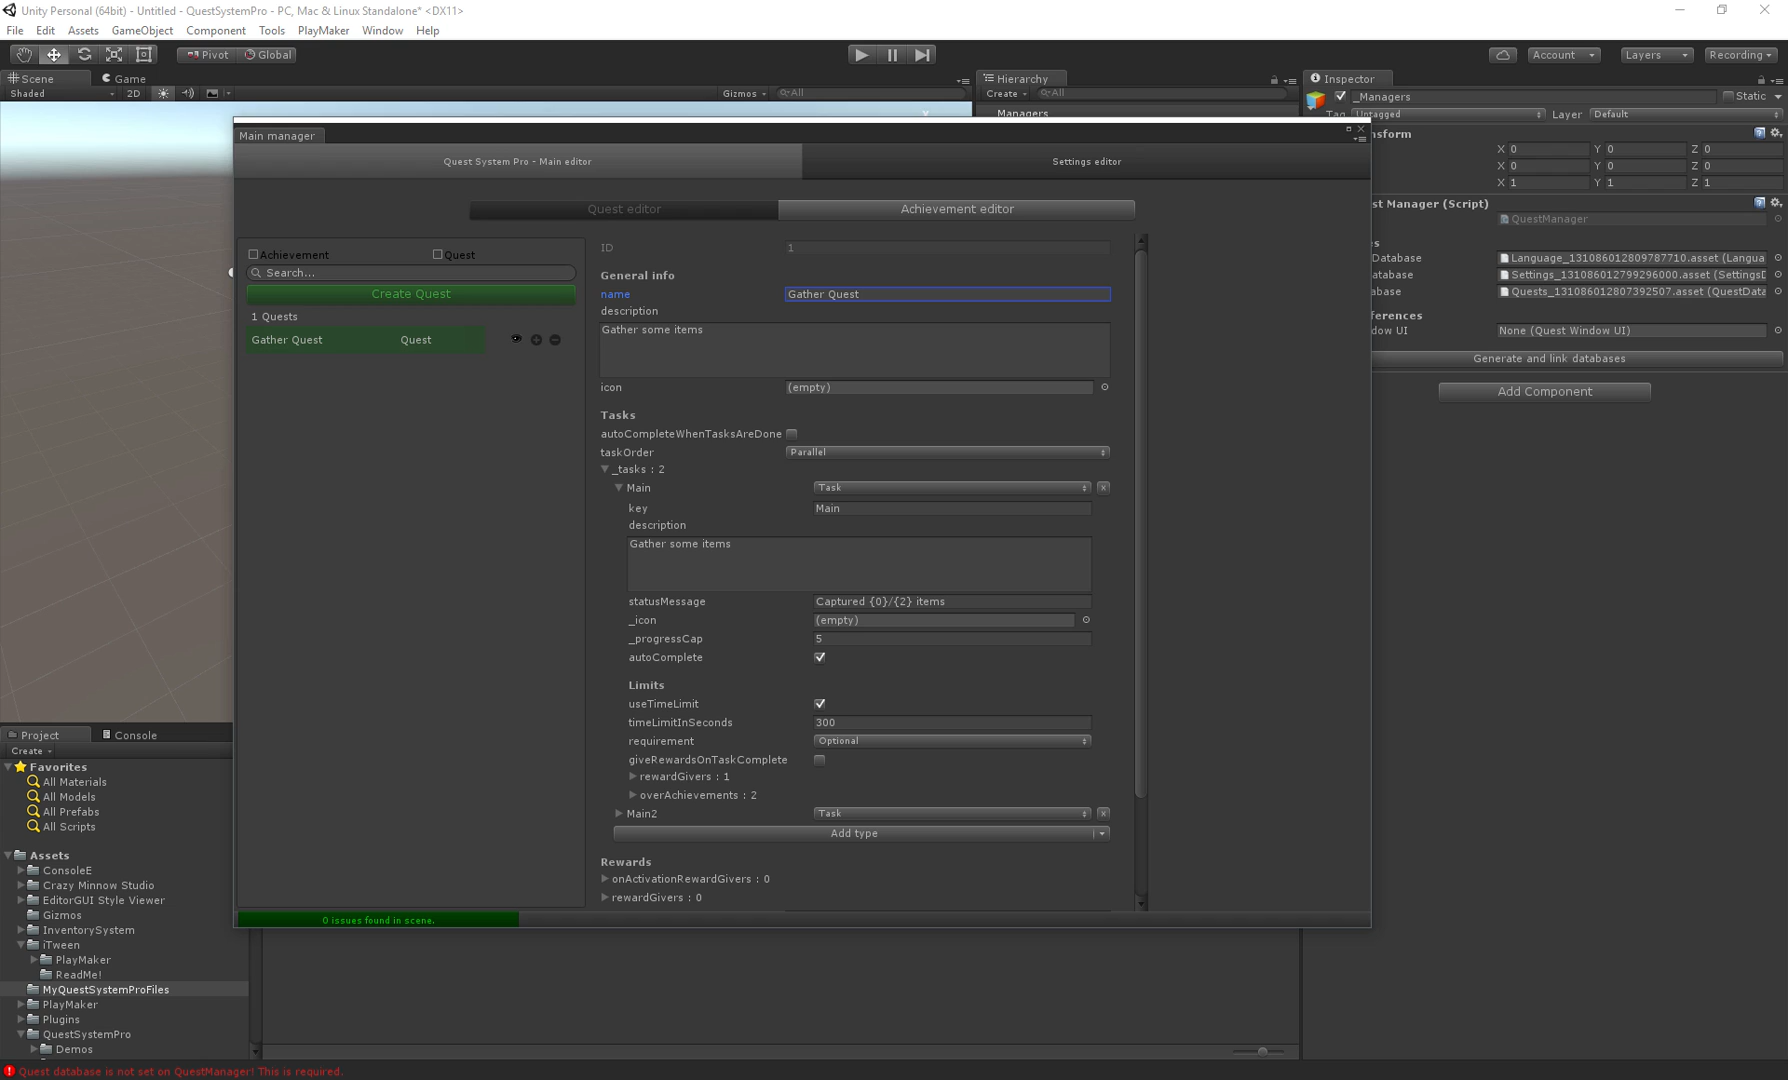 Unity Personal (64bit) - Untitled - QuestSystemPro - PC, Mac & Linux Standalone* <DX11>
File Edit Assets GameObject Component Tools PlayMaker Window Help
Pivot Global Account Layers Recording
Scene Game
Shaded 2D Gizmos All
Hierarchy
Create All
Managers
Inspector
_Managers Static
Tag Untagged Layer Default
nsform
X 0 Y 0 Z 0
X 0 Y 0 Z 0
X 1 Y 1 Z 1
st Manager (Script)
QuestManager
s
Database Language_131086012809787710.asset (Langua
atabase Settings_131086012799296000.asset (SettingsD
abase Quests_131086012807392507.asset (QuestData
ferences
dow UI None (Quest Window UI)
Generate and link databases
Add Component
Main manager
Quest System Pro - Main editor Settings editor
Quest editor Achievement editor
Achievement Quest
Search...
Create Quest
1 Quests
Gather Quest Quest
ID 1
General info
name Gather Quest
description
Gather some items
icon (empty)
Tasks
autoCompleteWhenTasksAreDone
taskOrder Parallel
_tasks : 2
Main Task x
key Main
description
Gather some items
statusMessage Captured {0}/{2} items
_icon (empty)
_progressCap 5
autoComplete
Limits
useTimeLimit
timeLimitInSeconds 300
requirement Optional
giveRewardsOnTaskComplete
rewardGivers : 1
overAchievements : 2
Main2 Task x
Add type
Rewards
onActivationRewardGivers : 0
rewardGivers : 0
0 issues found in scene.
Project Console
Create
Favorites
All Materials
All Models
All Prefabs
All Scripts
Assets
ConsoleE
Crazy Minnow Studio
EditorGUI Style Viewer
Gizmos
InventorySystem
iTween
PlayMaker
ReadMe!
MyQuestSystemProFiles
PlayMaker
Plugins
QuestSystemPro
Demos
Quest database is not set on QuestManager! This is required.